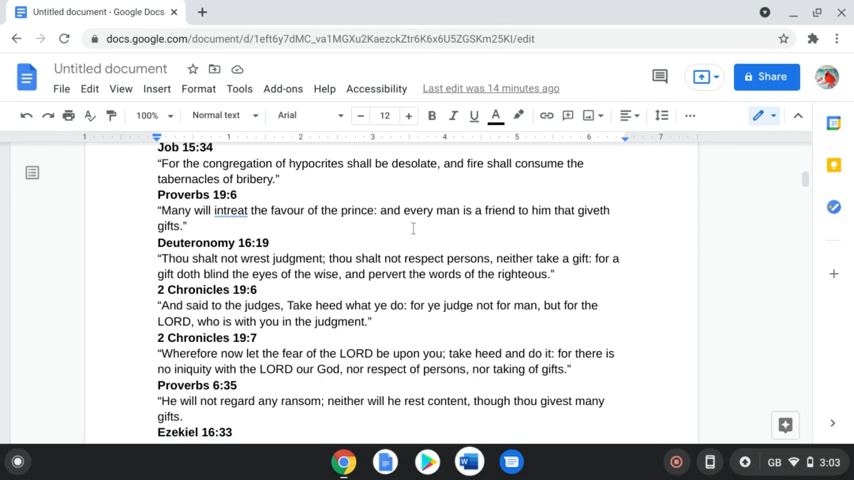 Untitled document - Google Docs
docs.google.com/document/d/1eft6y7dMC_va1MGXu2KaezckZtr6K6x6U5ZGSKm25KI/edit
Untitled document
File Edit View Insert Format Tools Add-ons Help Accessibility Last edit was 14 minutes ago
Share
100% Normal text Arial 12 B I U A
1 1 2 3 4 5 6 7
Job 15:34
“For the congregation of hypocrites shall be desolate, and fire shall consume the
tabernacles of bribery.”
Proverbs 19:6
“Many will intreat the favour of the prince: and every man is a friend to him that giveth
gifts.”
Deuteronomy 16:19
“Thou shalt not wrest judgment; thou shalt not respect persons, neither take a gift: for a
gift doth blind the eyes of the wise, and pervert the words of the righteous.”
2 Chronicles 19:6
“And said to the judges, Take heed what ye do: for ye judge not for man, but for the
LORD, who is with you in the judgment.”
2 Chronicles 19:7
“Wherefore now let the fear of the LORD be upon you; take heed and do it: for there is
no iniquity with the LORD our God, nor respect of persons, nor taking of gifts.”
Proverbs 6:35
“He will not regard any ransom; neither will he rest content, though thou givest many
gifts.
Ezekiel 16:33
GB 3:03